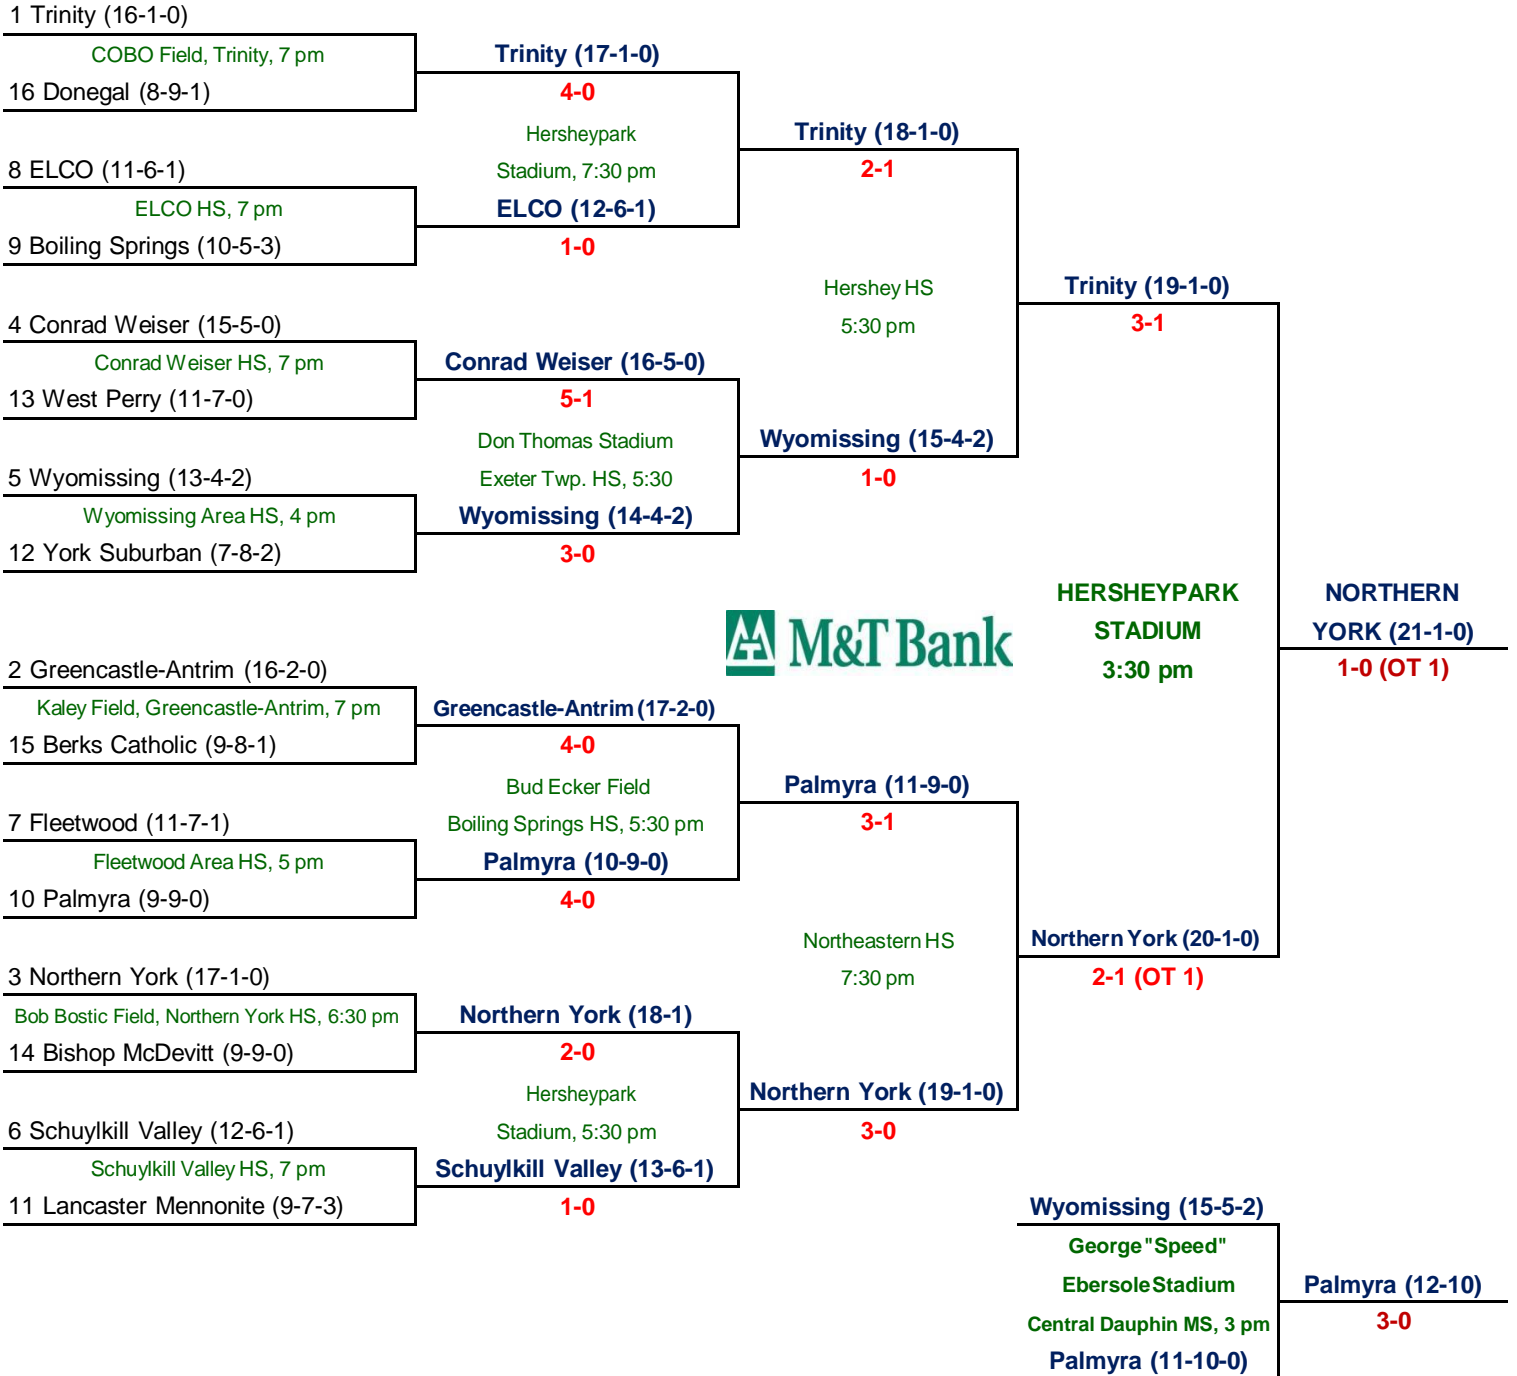 1 Trinity (16-1-0)
COBO Field, Trinity, 7 pm
16 Donegal (8-9-1)
Trinity (17-1-0)
4-0
Hersheypark
Stadium, 7:30 pm
8 ELCO (11-6-1)
ELCO HS, 7 pm
9 Boiling Springs (10-5-3)
ELCO (12-6-1)
1-0
Trinity (18-1-0)
2-1
Hershey HS
5:30 pm
4 Conrad Weiser (15-5-0)
Conrad Weiser HS, 7 pm
13 West Perry (11-7-0)
Conrad Weiser (16-5-0)
5-1
Don Thomas Stadium
Exeter Twp. HS, 5:30
5 Wyomissing (13-4-2)
Wyomissing Area HS, 4 pm
12 York Suburban (7-8-2)
Wyomissing (14-4-2)
3-0
Wyomissing (15-4-2)
1-0
Trinity (19-1-0)
3-1
M&T Bank
HERSHEYPARK
STADIUM
3:30 pm
NORTHERN
YORK (21-1-0)
1-0 (OT 1)
2 Greencastle-Antrim (16-2-0)
Kaley Field, Greencastle-Antrim, 7 pm
15 Berks Catholic (9-8-1)
Greencastle-Antrim (17-2-0)
4-0
Bud Ecker Field
Boiling Springs HS, 5:30 pm
7 Fleetwood (11-7-1)
Fleetwood Area HS, 5 pm
10 Palmyra (9-9-0)
Palmyra (10-9-0)
4-0
Palmyra (11-9-0)
3-1
Northeastern HS
7:30 pm
3 Northern York (17-1-0)
Bob Bostic Field, Northern York HS, 6:30 pm
14 Bishop McDevitt (9-9-0)
Northern York (18-1)
2-0
Hersheypark
Stadium, 5:30 pm
6 Schuylkill Valley (12-6-1)
Schuylkill Valley HS, 7 pm
11 Lancaster Mennonite (9-7-3)
Schuylkill Valley (13-6-1)
1-0
Northern York (19-1-0)
3-0
Northern York (20-1-0)
2-1 (OT 1)
Wyomissing (15-5-2)
George "Speed"
Ebersole Stadium
Central Dauphin MS, 3 pm
Palmyra (11-10-0)
Palmyra (12-10)
3-0